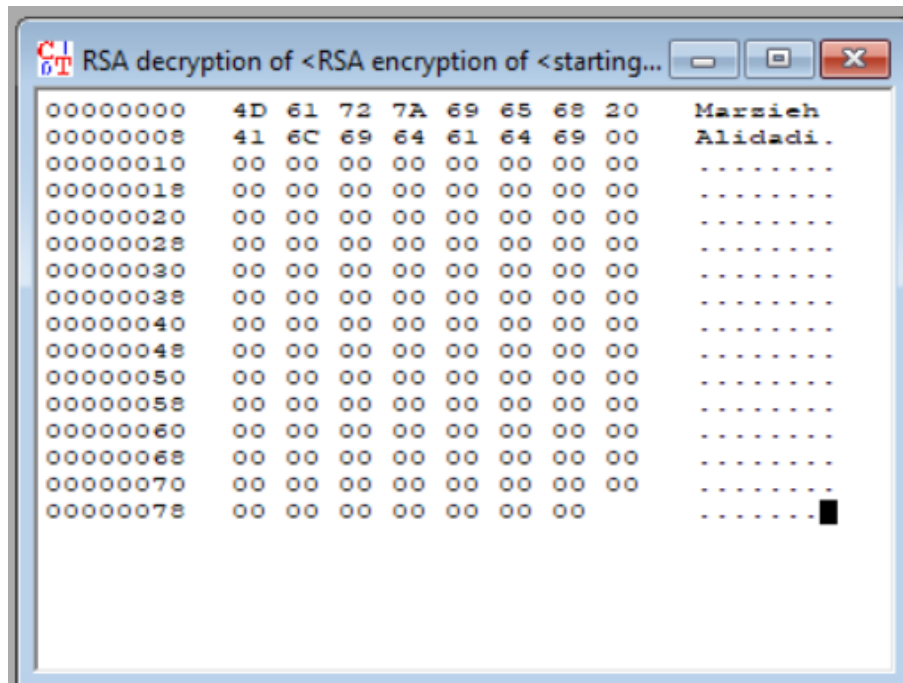 RSA decryption of <RSA encryption of <starting...
00000000 4D 61 72 7A 69 65 68 20 Marzieh
00000008 41 6C 69 64 61 64 69 00 Alidadi.
00000010 00 00 00 00 00 00 00 00 ........
00000018 00 00 00 00 00 00 00 00 ........
00000020 00 00 00 00 00 00 00 00 ........
00000028 00 00 00 00 00 00 00 00 ........
00000030 00 00 00 00 00 00 00 00 ........
00000038 00 00 00 00 00 00 00 00 ........
00000040 00 00 00 00 00 00 00 00 ........
00000048 00 00 00 00 00 00 00 00 ........
00000050 00 00 00 00 00 00 00 00 ........
00000058 00 00 00 00 00 00 00 00 ........
00000060 00 00 00 00 00 00 00 00 ........
00000068 00 00 00 00 00 00 00 00 ........
00000070 00 00 00 00 00 00 00 00 ........
00000078 00 00 00 00 00 00 00 .......